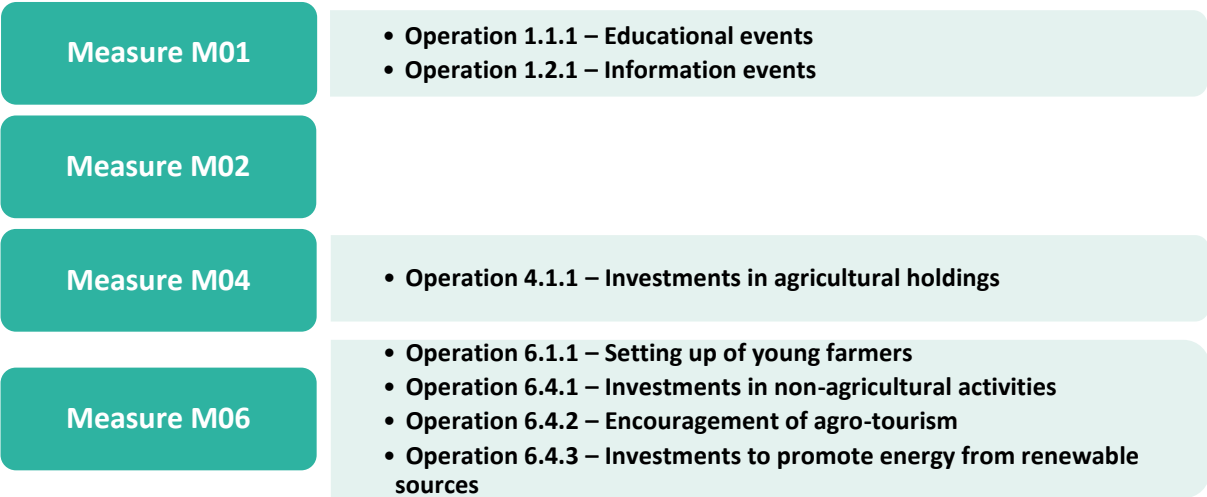 Measure M01
• Operation 1.1.1 – Educational events
• Operation 1.2.1 – Information events
Measure M02
Measure M04
• Operation 4.1.1 – Investments in agricultural holdings
Measure M06
• Operation 6.1.1 – Setting up of young farmers
• Operation 6.4.1 – Investments in non-agricultural activities
• Operation 6.4.2 – Encouragement of agro-tourism
• Operation 6.4.3 – Investments to promote energy from renewable
sources